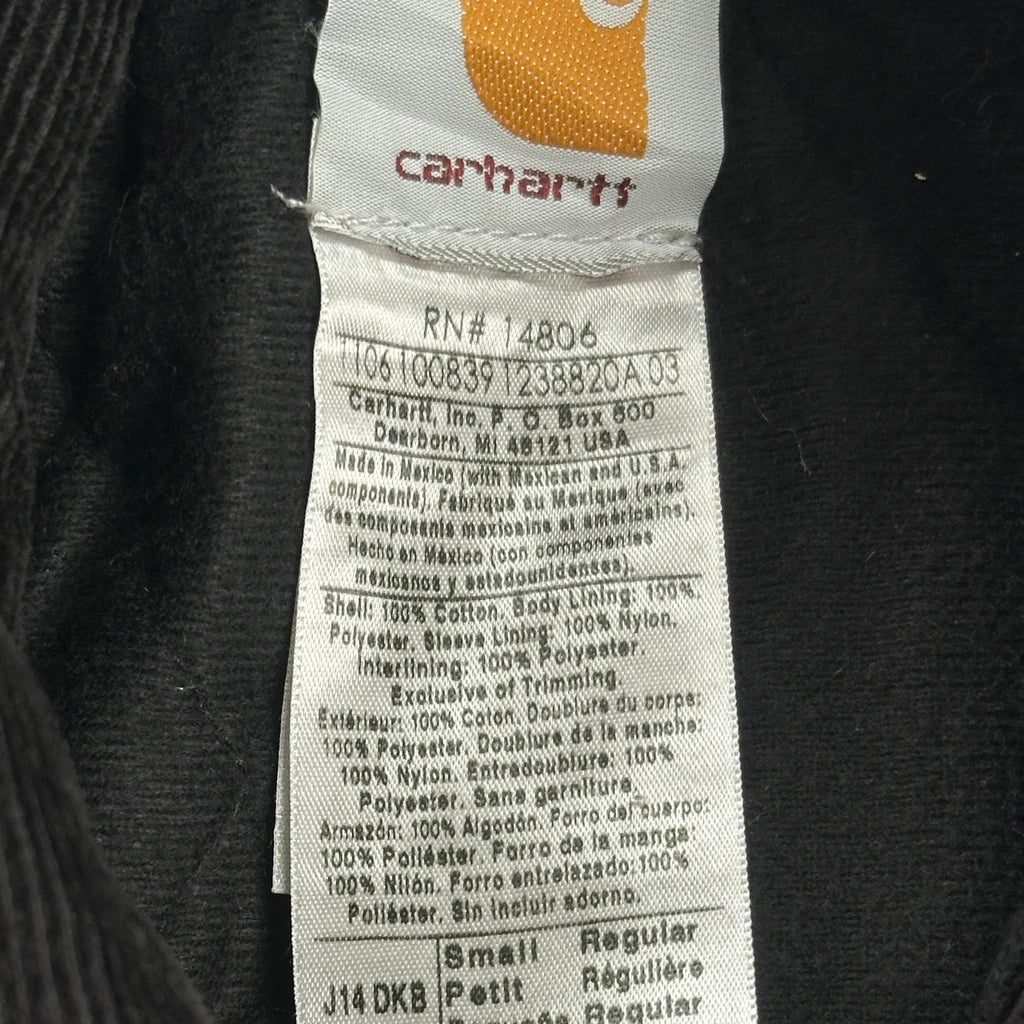 carhartt
RN# 14806
106 100839 1238820A 03
Carhartt, Inc. P. O. Box 600
Dearborn, MI 48121 USA
Made in Mexico (with Mexican and U.S.A.
components). Fabriqué au Mexique (avec
des composants mexicains et américains).
Hecho en México (con componentes
mexicanos y estadounidenses).
Shell: 100% Cotton. Body Lining: 100%
Polyester. Sleeve Lining: 100% Nylon.
Interlining: 100% Polyester.
Exclusive of Trimming.
Extérieur: 100% Coton. Doublure du corps:
100% Polyester. Doublure de la manche:
100% Nylon. Entredoublure: 100%
Polyester. Sans garniture.
Armazón: 100% Algodón. Forro del cuerpo:
100% Poliéster. Forro de la manga:
100% Nilón. Forro entrelazado:100%
Poliéster. Sin incluir adorno.
Small Regular
J14 DKB Petit Régulière
Pequeño Regular